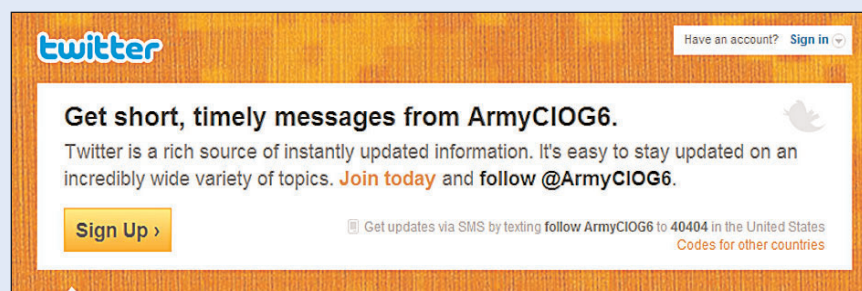 twitter
Have an account? Sign in
Get short, timely messages from ArmyCIOG6.
Twitter is a rich source of instantly updated information. It's easy to stay updated on an
incredibly wide variety of topics. Join today and follow @ArmyCIOG6.
Sign Up ›
Get updates via SMS by texting follow ArmyCIOG6 to 40404 in the United States
Codes for other countries